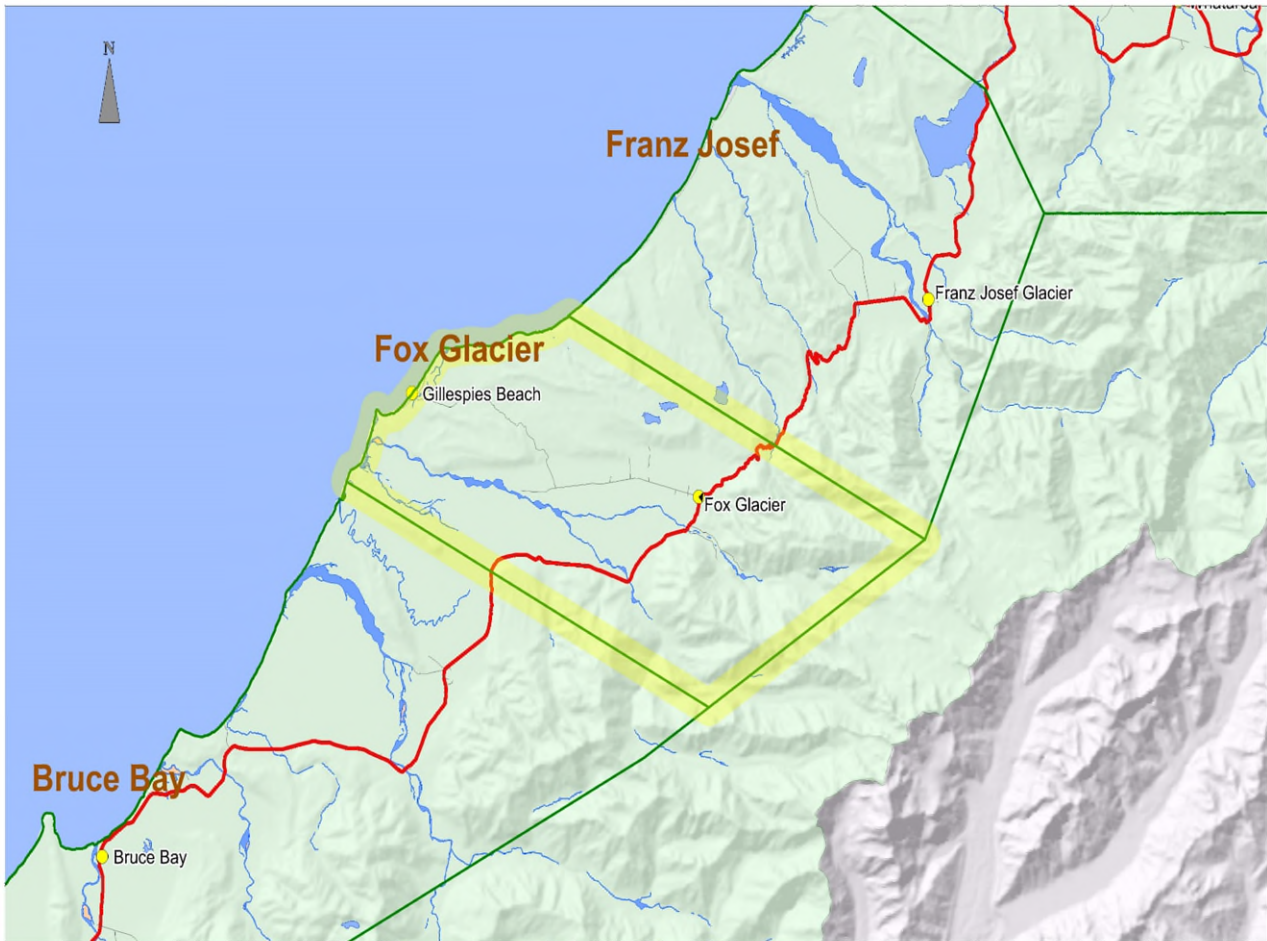 N
Franz Josef
Franz Josef Glacier
Fox Glacier
Gillespies Beach
Fox Glacier
Bruce Bay
Bruce Bay